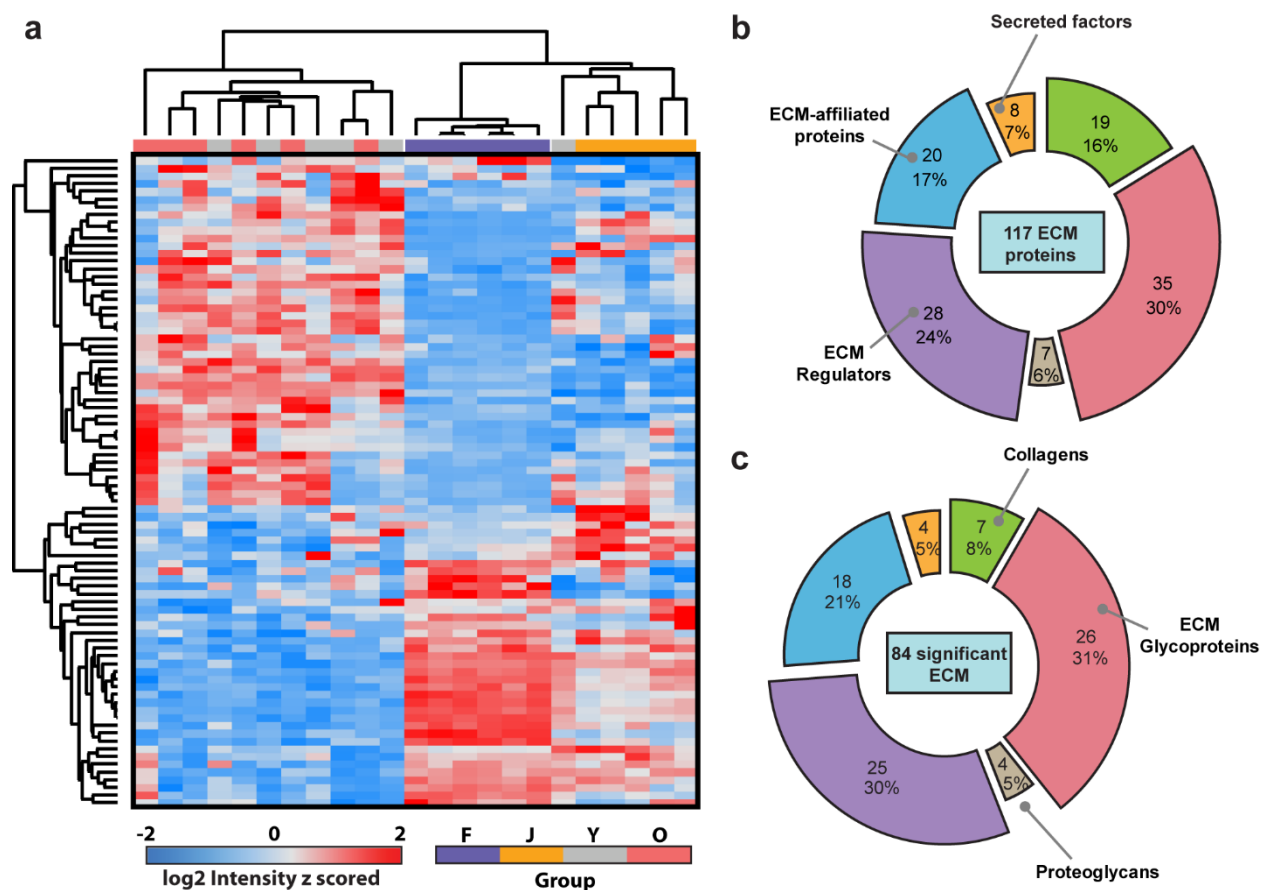 a
-2
0
2
log2 Intensity z scored
F
J
Y
O
Group
b
Secreted factors
ECM-affiliated
proteins
8
7%
19
16%
20
17%
117 ECM
proteins
35
30%
28
24%
ECM
Regulators
7
6%
c
Collagens
4
5%
7
8%
18
21%
84 significant
ECM
26
31%
ECM
Glycoproteins
25
30%
4
5%
Proteoglycans